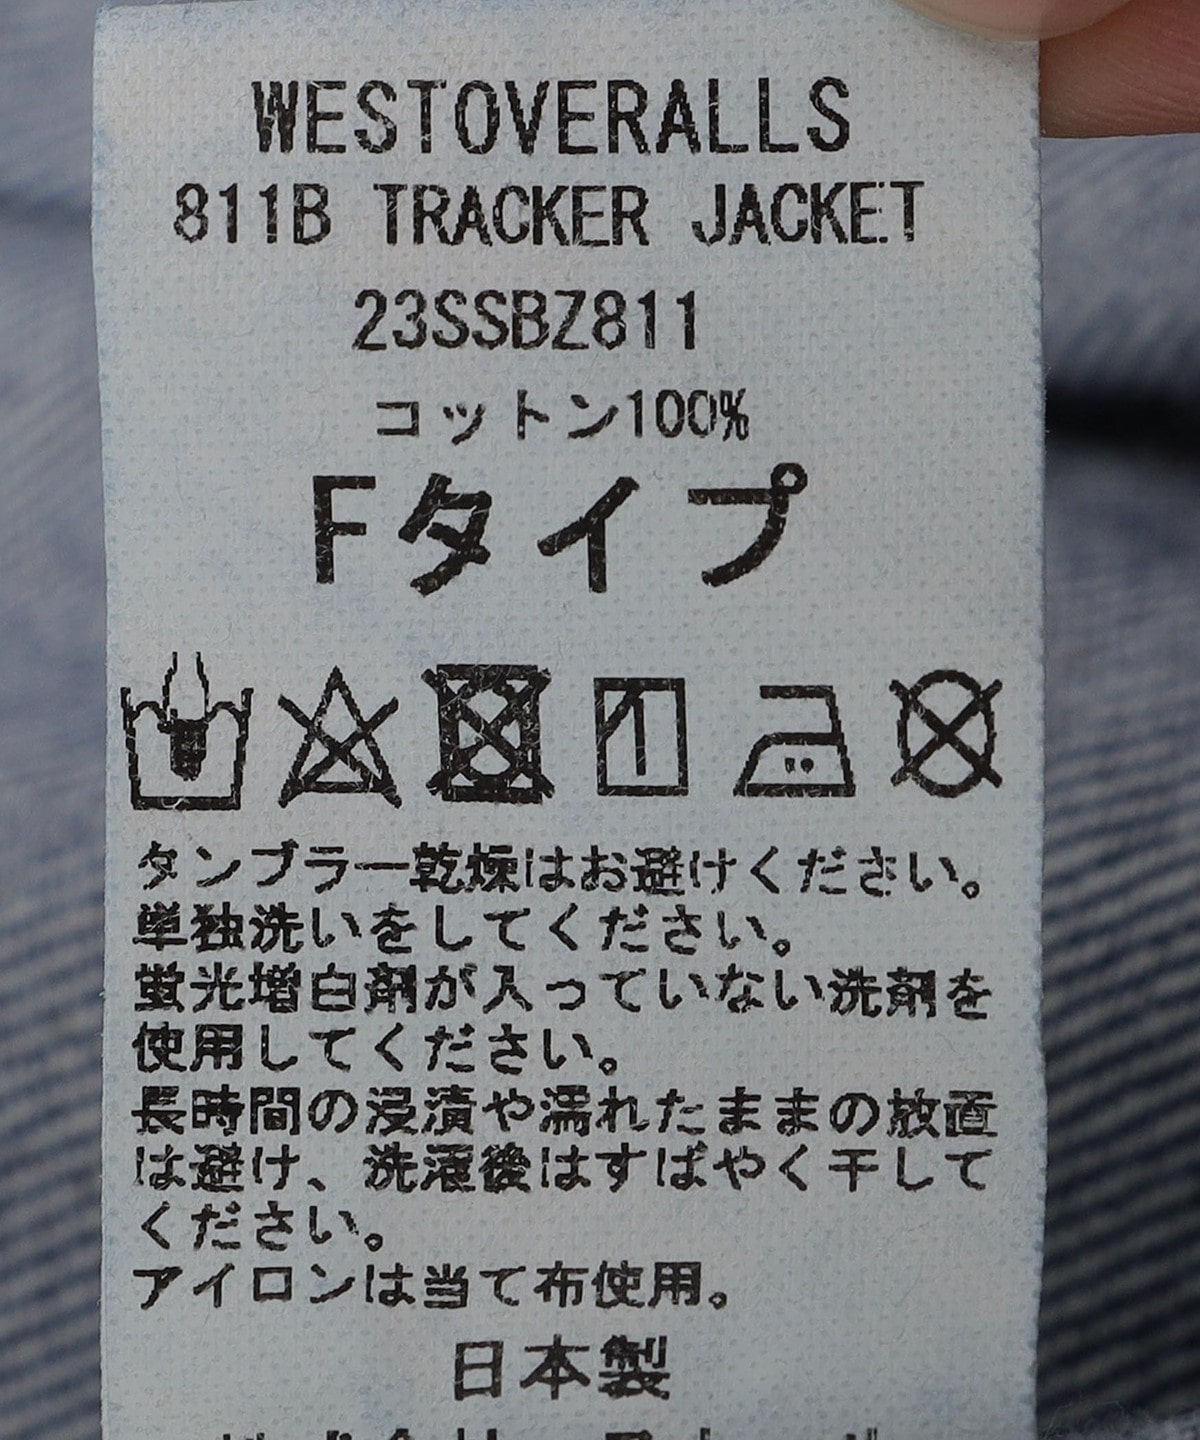 WESTOVERALLS
811B TRACKER JACKET
23SSBZ811
コットン100%
Fタイプ
タンブラー乾燥はお避けください。
単独洗いをしてください。
蛍光増白剤が入っていない洗剤を
使用してください。
長時間の浸漬や濡れたままの放置
は避け、洗濯後はすばやく干して
ください。
アイロンは当て布使用。
日本製